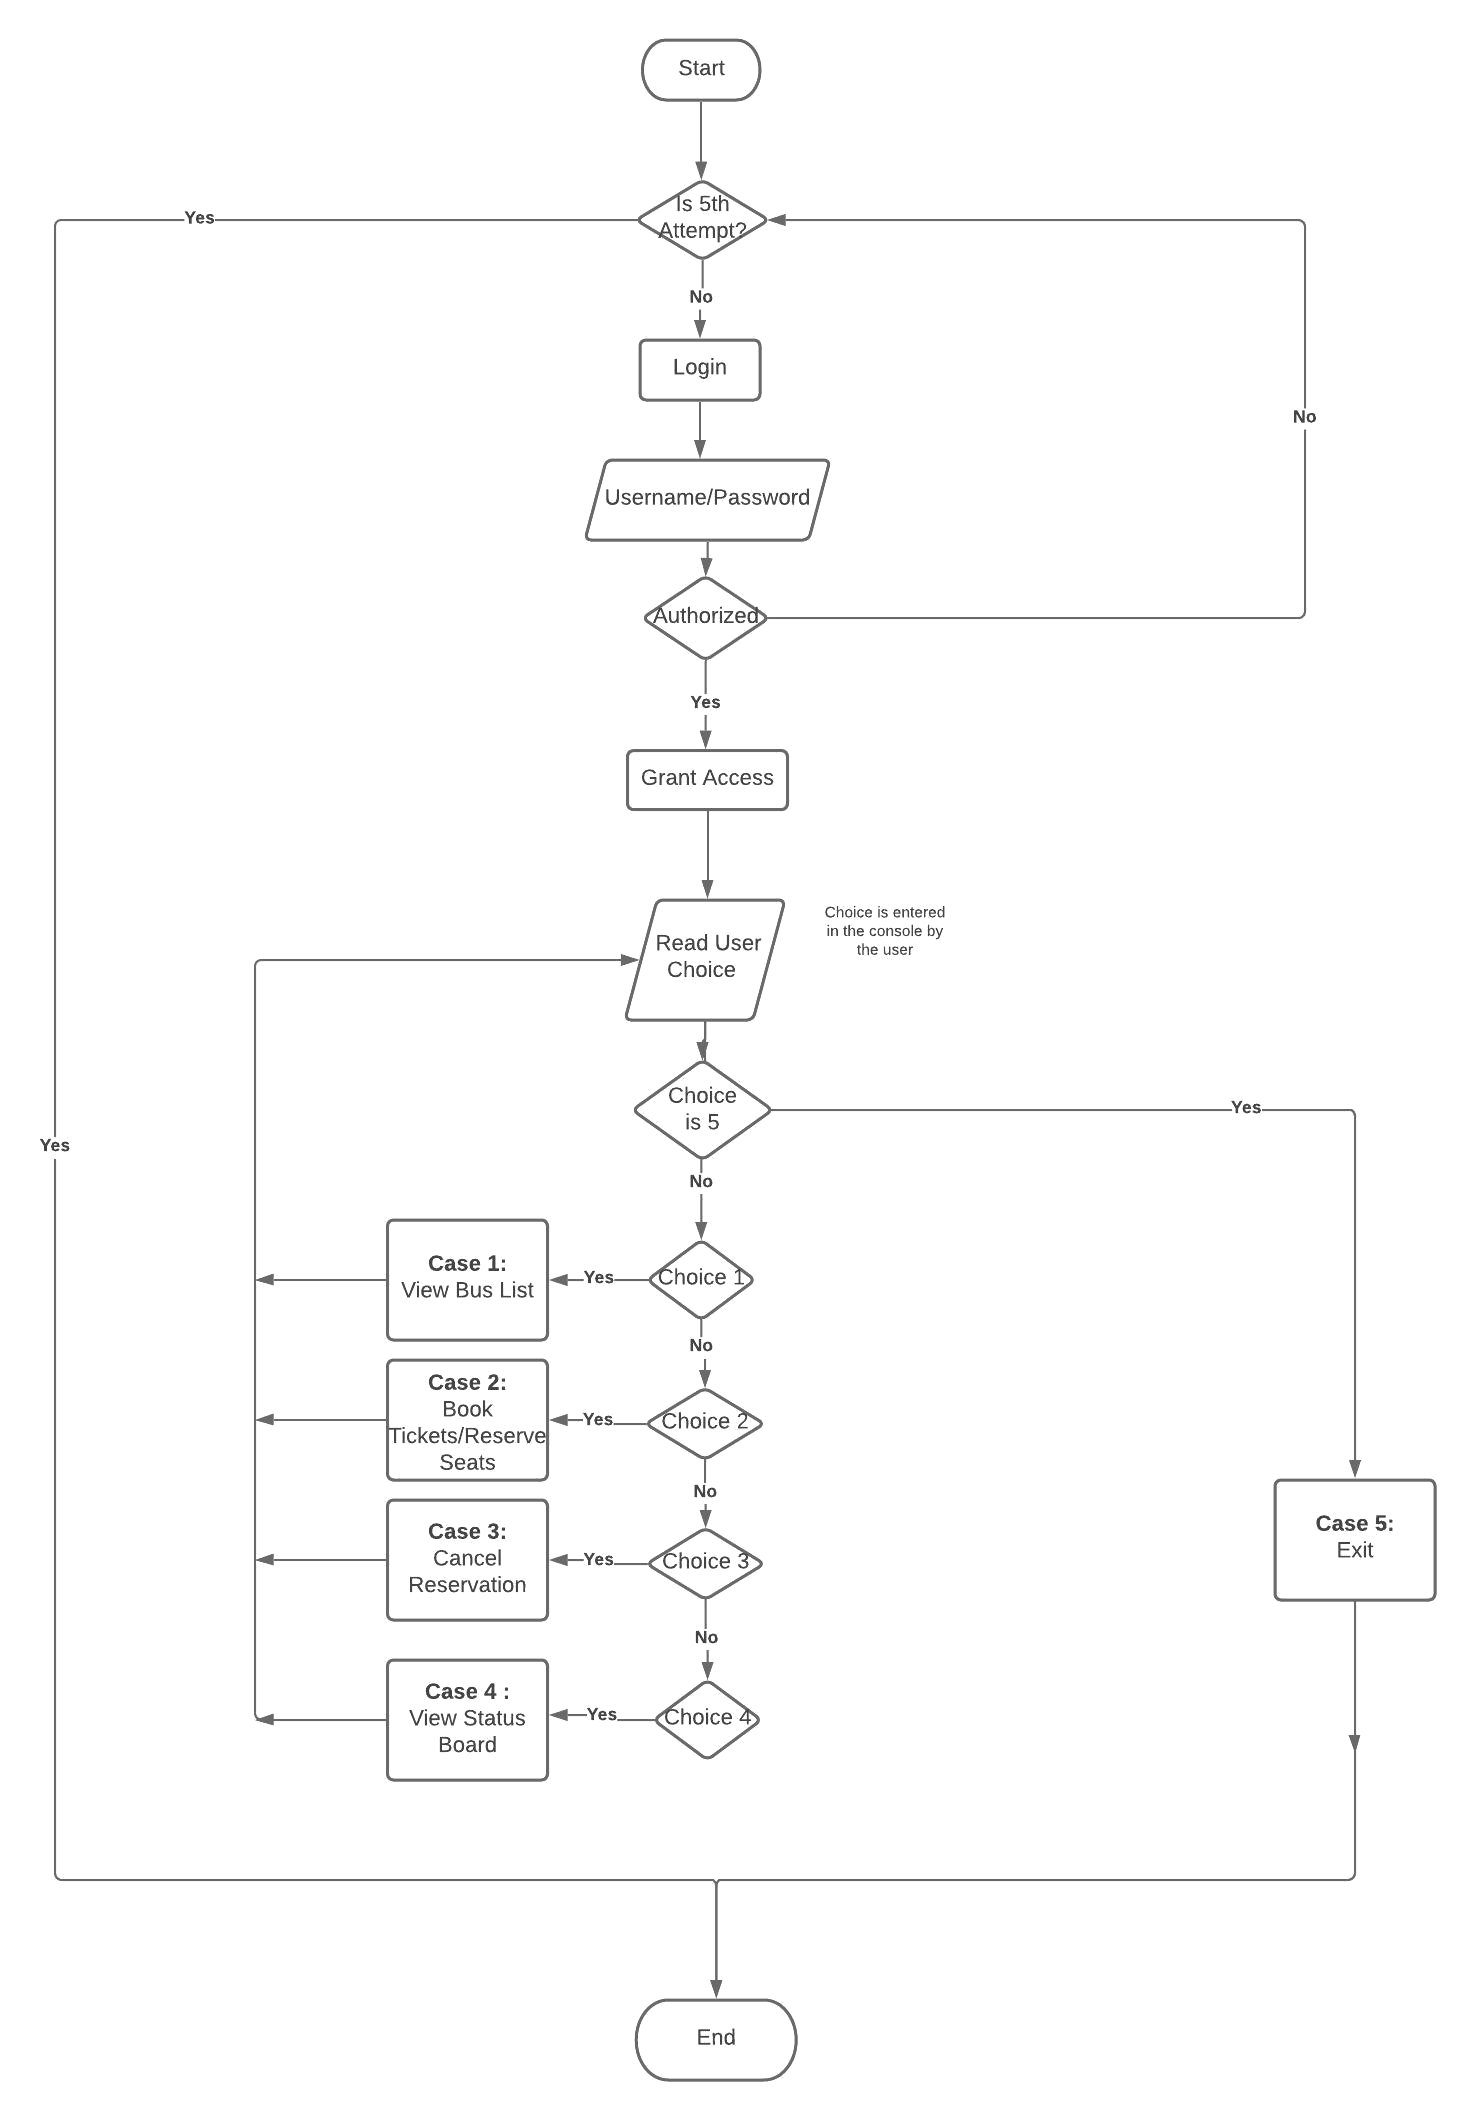 Start
Is 5th
Attempt?
Yes
No
Login
No
Username/Password
Authorized
Yes
Grant Access
Choice is entered
in the console by
the user
Read User
Choice
Choice
is 5
Yes
Yes
No
Case 1:
View Bus List
Yes
Choice 1
No
Case 2:
Book
Tickets/Reserve
Seats
Yes
Choice 2
No
Case 3:
Cancel
Reservation
Yes
Choice 3
Case 5:
Exit
No
Case 4 :
View Status
Board
Yes
Choice 4
End